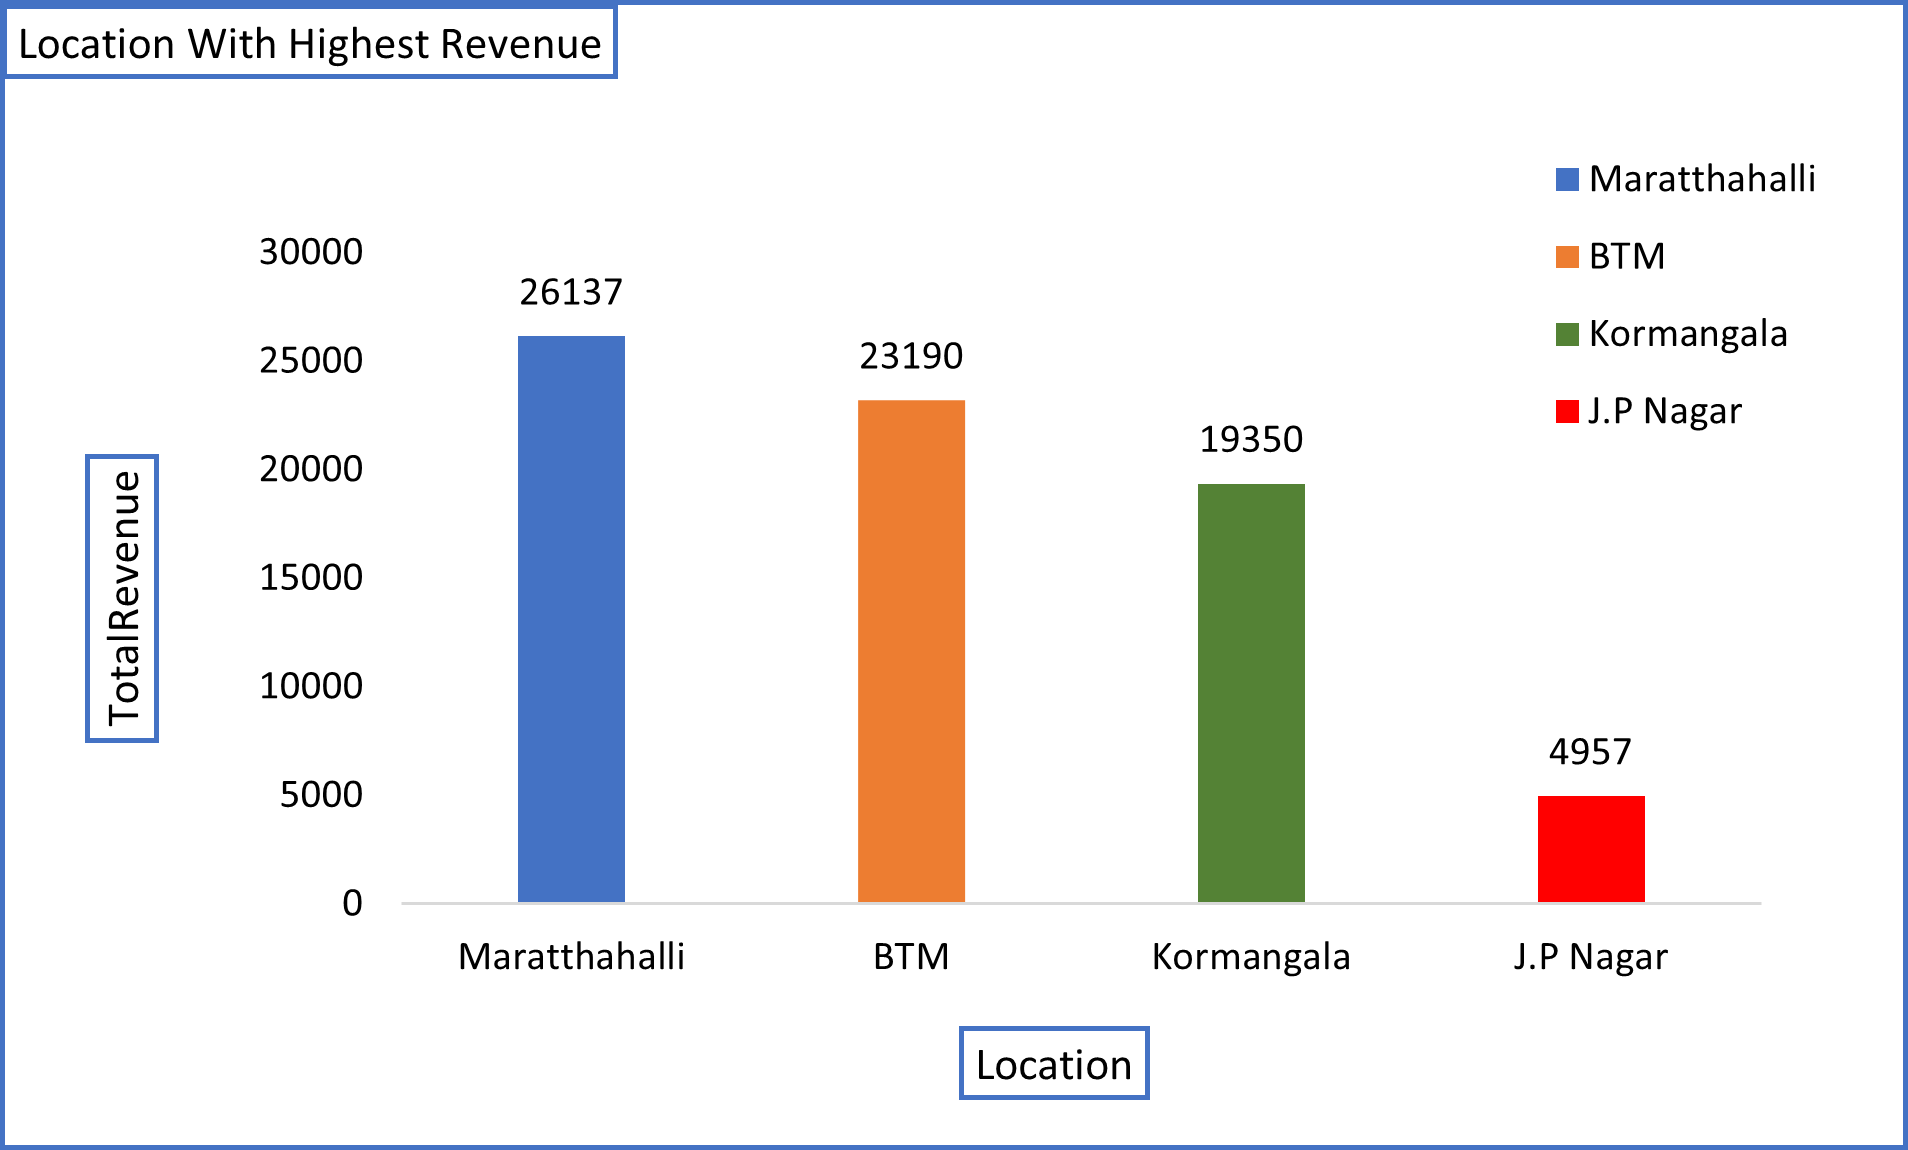 Location With Highest Revenue
Maratthahalli
BTM
Kormangala
J.P Nagar
30000
25000
20000
15000
10000
5000
0
26137
23190
19350
4957
TotalRevenue
Maratthahalli BTM Kormangala J.P Nagar
Location